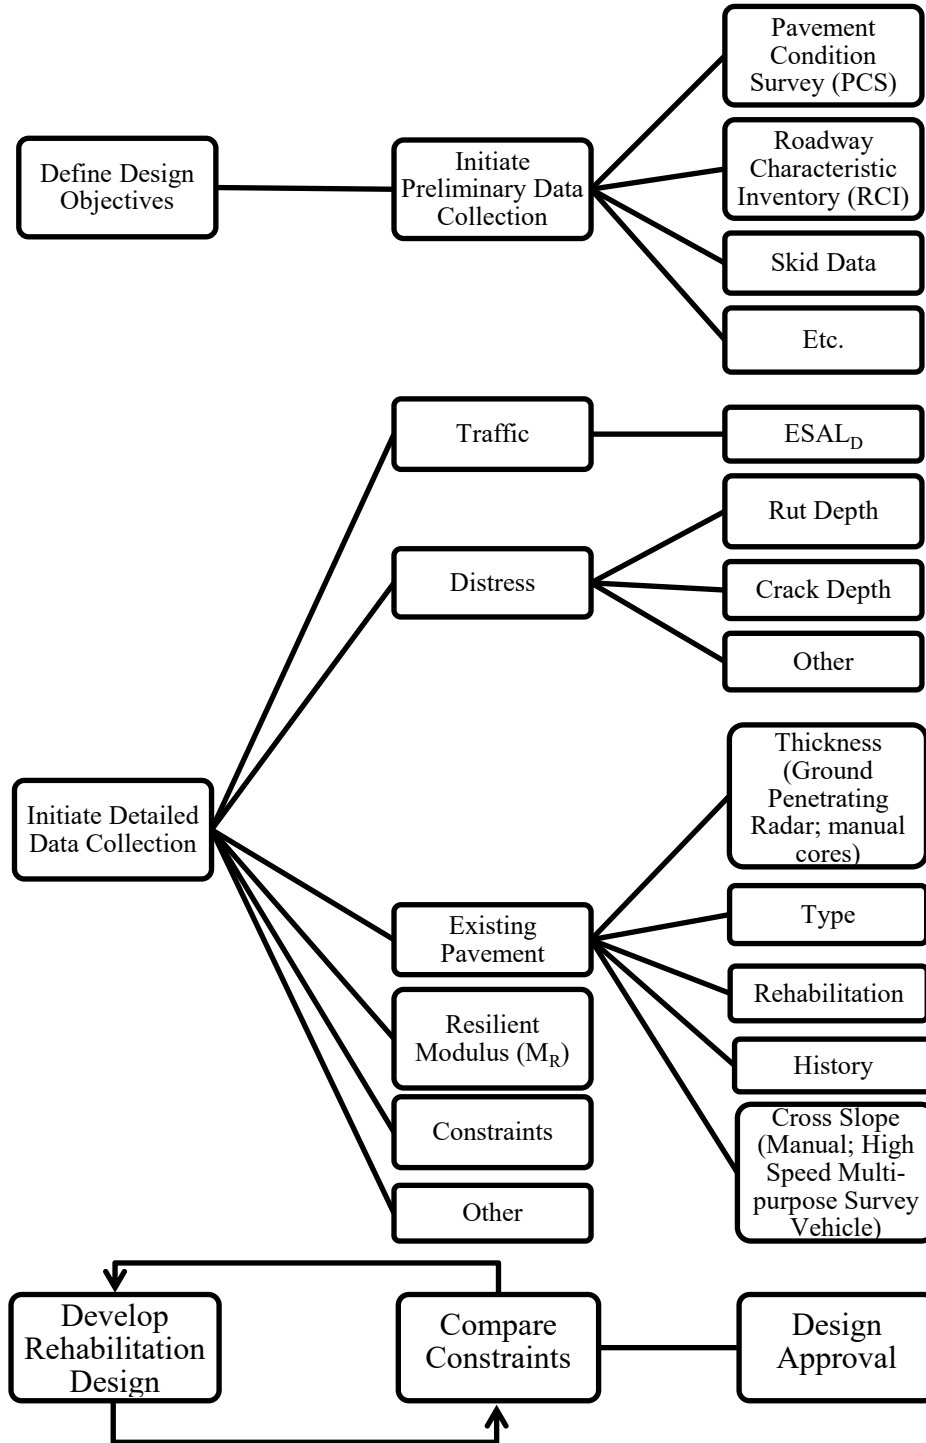 Define Design
Objectives
Initiate
Preliminary Data
Collection
Pavement
Condition
Survey (PCS)
Roadway
Characteristic
Inventory (RCI)
Skid Data
Etc.
Initiate Detailed
Data Collection
Traffic
ESAL_D
Distress
Rut Depth
Crack Depth
Other
Existing
Pavement
Thickness
(Ground
Penetrating
Radar; manual
cores)
Type
Rehabilitation
History
Cross Slope
(Manual; High
Speed Multi-
purpose Survey
Vehicle)
Resilient
Modulus (M_R)
Constraints
Other
Develop
Rehabilitation
Design
Compare
Constraints
Design
Approval